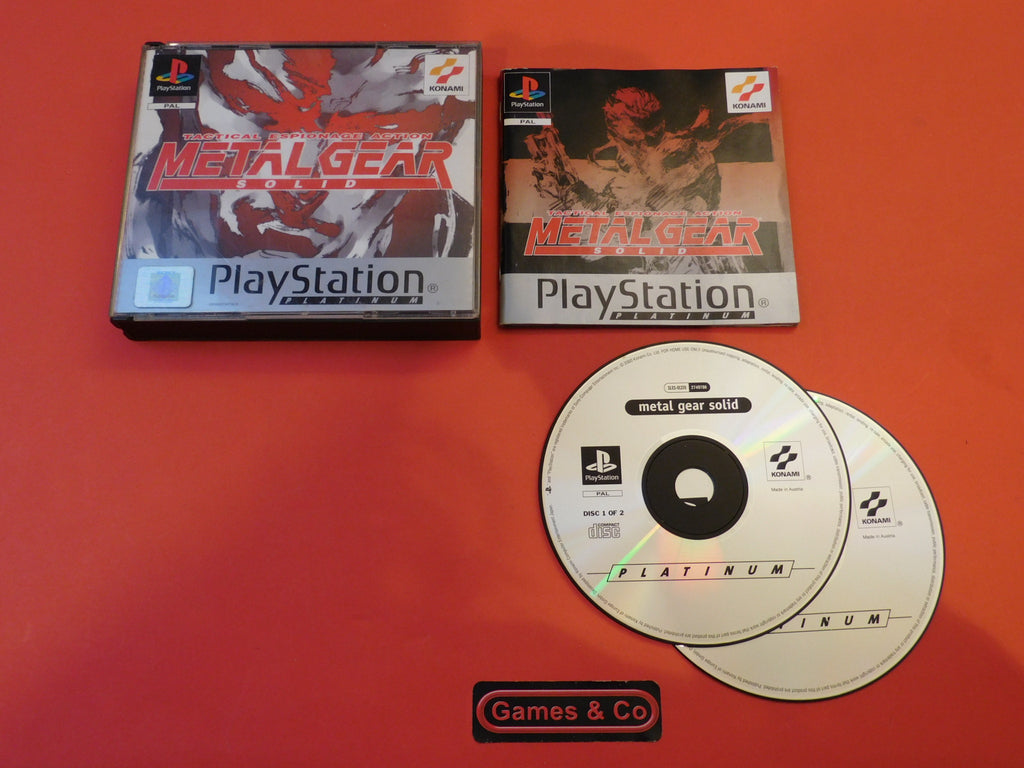 PlayStation
PAL
KONAMI
TACTICAL ESPIONAGE ACTION
METAL GEAR
SOLID
PlayStation®
PLATINUM
PlayStation
PAL
KONAMI
TACTICAL ESPIONAGE ACTION
METAL GEAR
SOLID
PlayStation®
PLATINUM
metal gear solid
PlayStation
PAL
KONAMI®
Made in Austria
DISC 1 OF 2
COMPACT
disc
PLATINUM
KONAMI®
Made in Austria
INUM
Games & Co